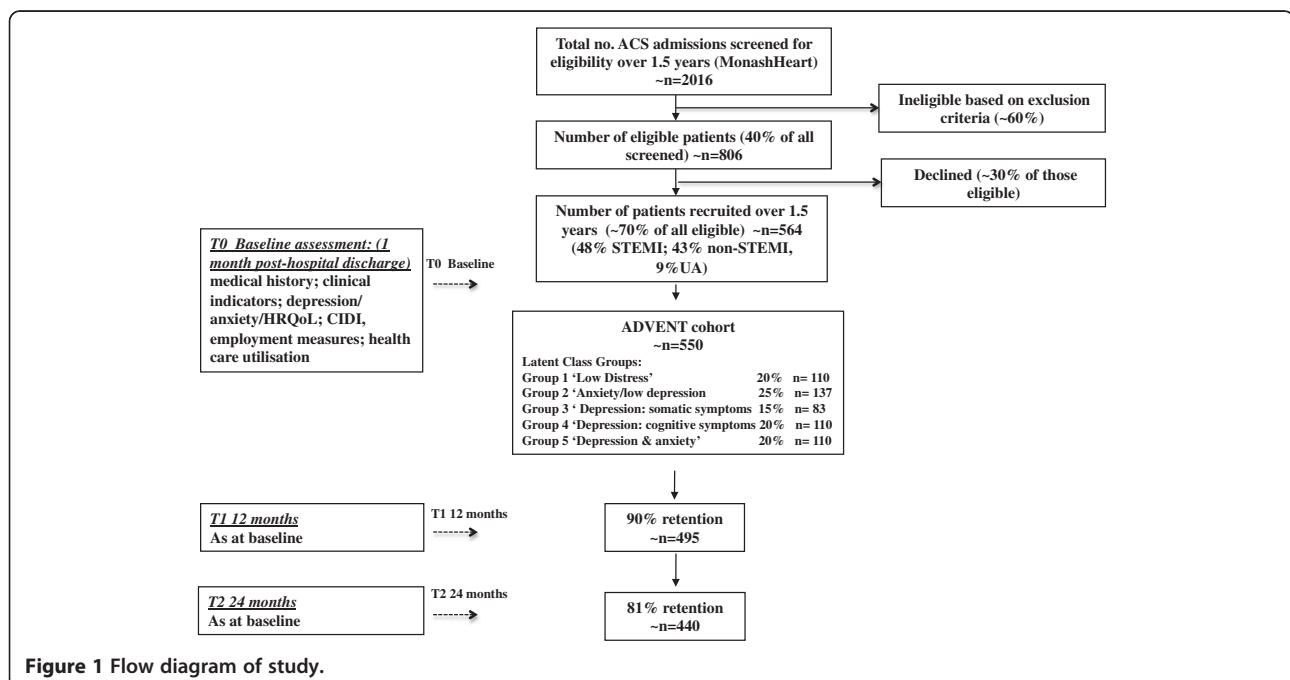 Total no. ACS admissions screened for
eligibility over 1.5 years (MonashHeart)
~n=2016
Ineligible based on exclusion
criteria (~60%)
Number of eligible patients (40% of all
screened) ~n=806
Declined (~30% of those
eligible)
Number of patients recruited over 1.5
years (~70% of all eligible) ~n=564
(48% STEMI; 43% non-STEMI,
9%UA)
T0 Baseline assessment: (1
month post-hospital discharge)
medical history; clinical
indicators; depression/
anxiety/HRQoL; CIDI,
employment measures; health
care utilisation
T0 Baseline
ADVENT cohort
~n=550
Latent Class Groups:
Group 1 ‘Low Distress’ 20% n= 110
Group 2 ‘Anxiety/low depression 25% n= 137
Group 3 ‘ Depression: somatic symptoms 15% n= 83
Group 4 ‘Depression: cognitive symptoms 20% n= 110
Group 5 ‘Depression & anxiety’ 20% n= 110
T1 12 months
As at baseline
T1 12 months
90% retention
~n=495
T2 24 months
As at baseline
T2 24 months
81% retention
~n=440
Figure 1 Flow diagram of study.